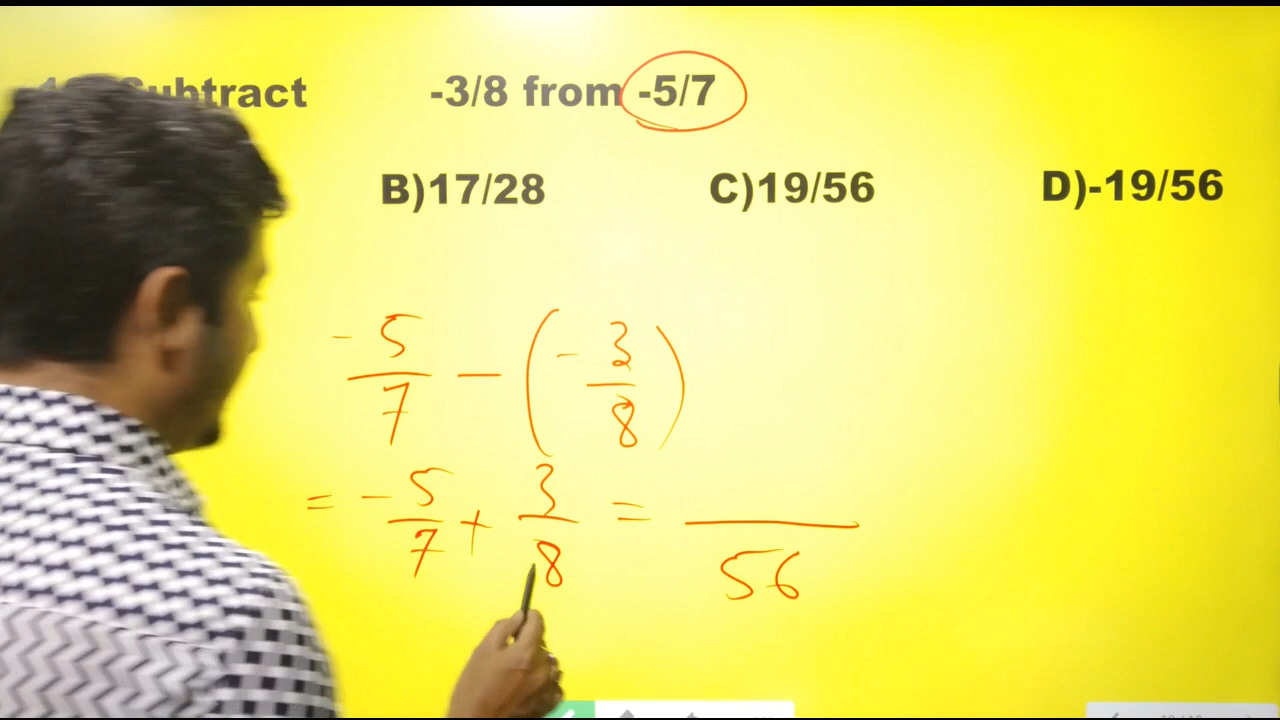 Subtract -3/8 from -5/7
B)17/28 C)19/56 D)-19/56
-5/7 - (-3/8)
= -5/7 + 3/8 = /56